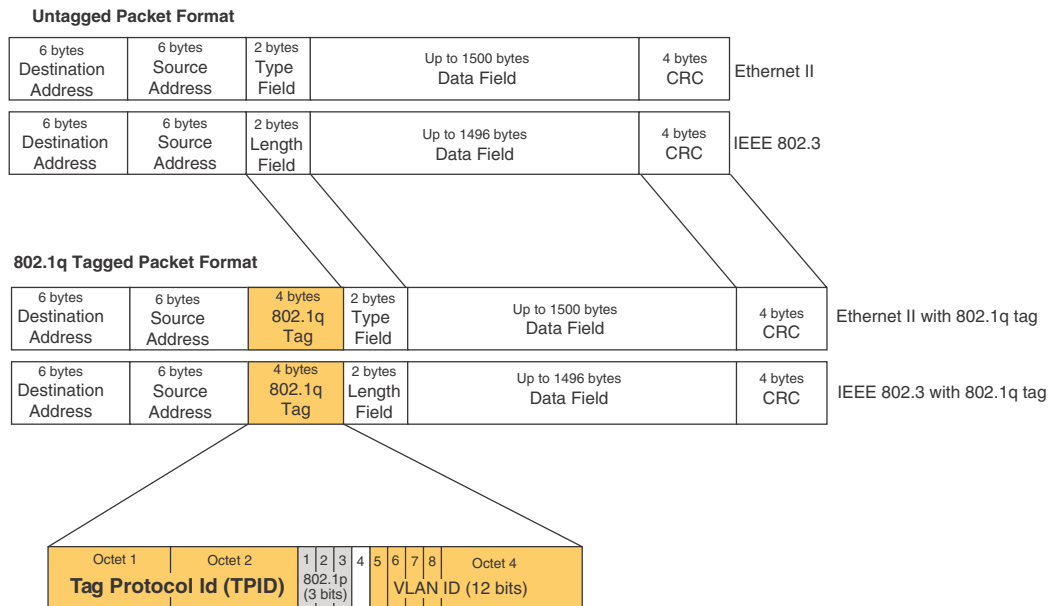 Untagged Packet Format
6 bytes
Destination
Address
6 bytes
Source
Address
2 bytes
Type
Field
Up to 1500 bytes
Data Field
4 bytes
CRC
Ethernet II
6 bytes
Destination
Address
6 bytes
Source
Address
2 bytes
Length
Field
Up to 1496 bytes
Data Field
4 bytes
CRC
IEEE 802.3
802.1q Tagged Packet Format
6 bytes
Destination
Address
6 bytes
Source
Address
4 bytes
802.1q
Tag
2 bytes
Type
Field
Up to 1500 bytes
Data Field
4 bytes
CRC
Ethernet II with 802.1q tag
6 bytes
Destination
Address
6 bytes
Source
Address
4 bytes
802.1q
Tag
2 bytes
Length
Field
Up to 1496 bytes
Data Field
4 bytes
CRC
IEEE 802.3 with 802.1q tag
Octet 1
Octet 2
Tag Protocol Id (TPID)
1 2 3 4 5 6 7 8
802.1p
(3 bits)
Octet 4
VLAN ID (12 bits)